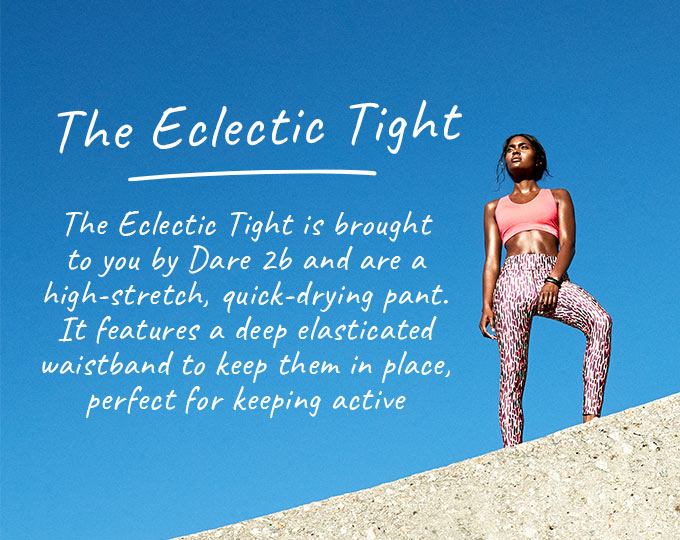 The Eclectic Tight
The Eclectic Tight is brought
to you by Dare 2b and are a
high-stretch, quick-drying pant.
It features a deep elasticated
waistband to keep them in place,
perfect for keeping active